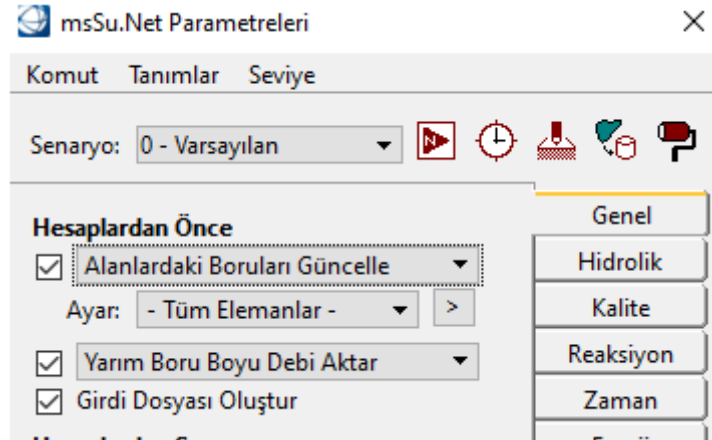 msSu.Net Parametreleri
Komut Tanımlar Seviye
Senaryo: 0 - Varsayılan
Hesaplardan Önce
Alanlardaki Boruları Güncelle
Ayar: - Tüm Elemanlar - >
Yarım Boru Boyu Debi Aktar
Girdi Dosyası Oluştur
Genel
Hidrolik
Kalite
Reaksiyon
Zaman